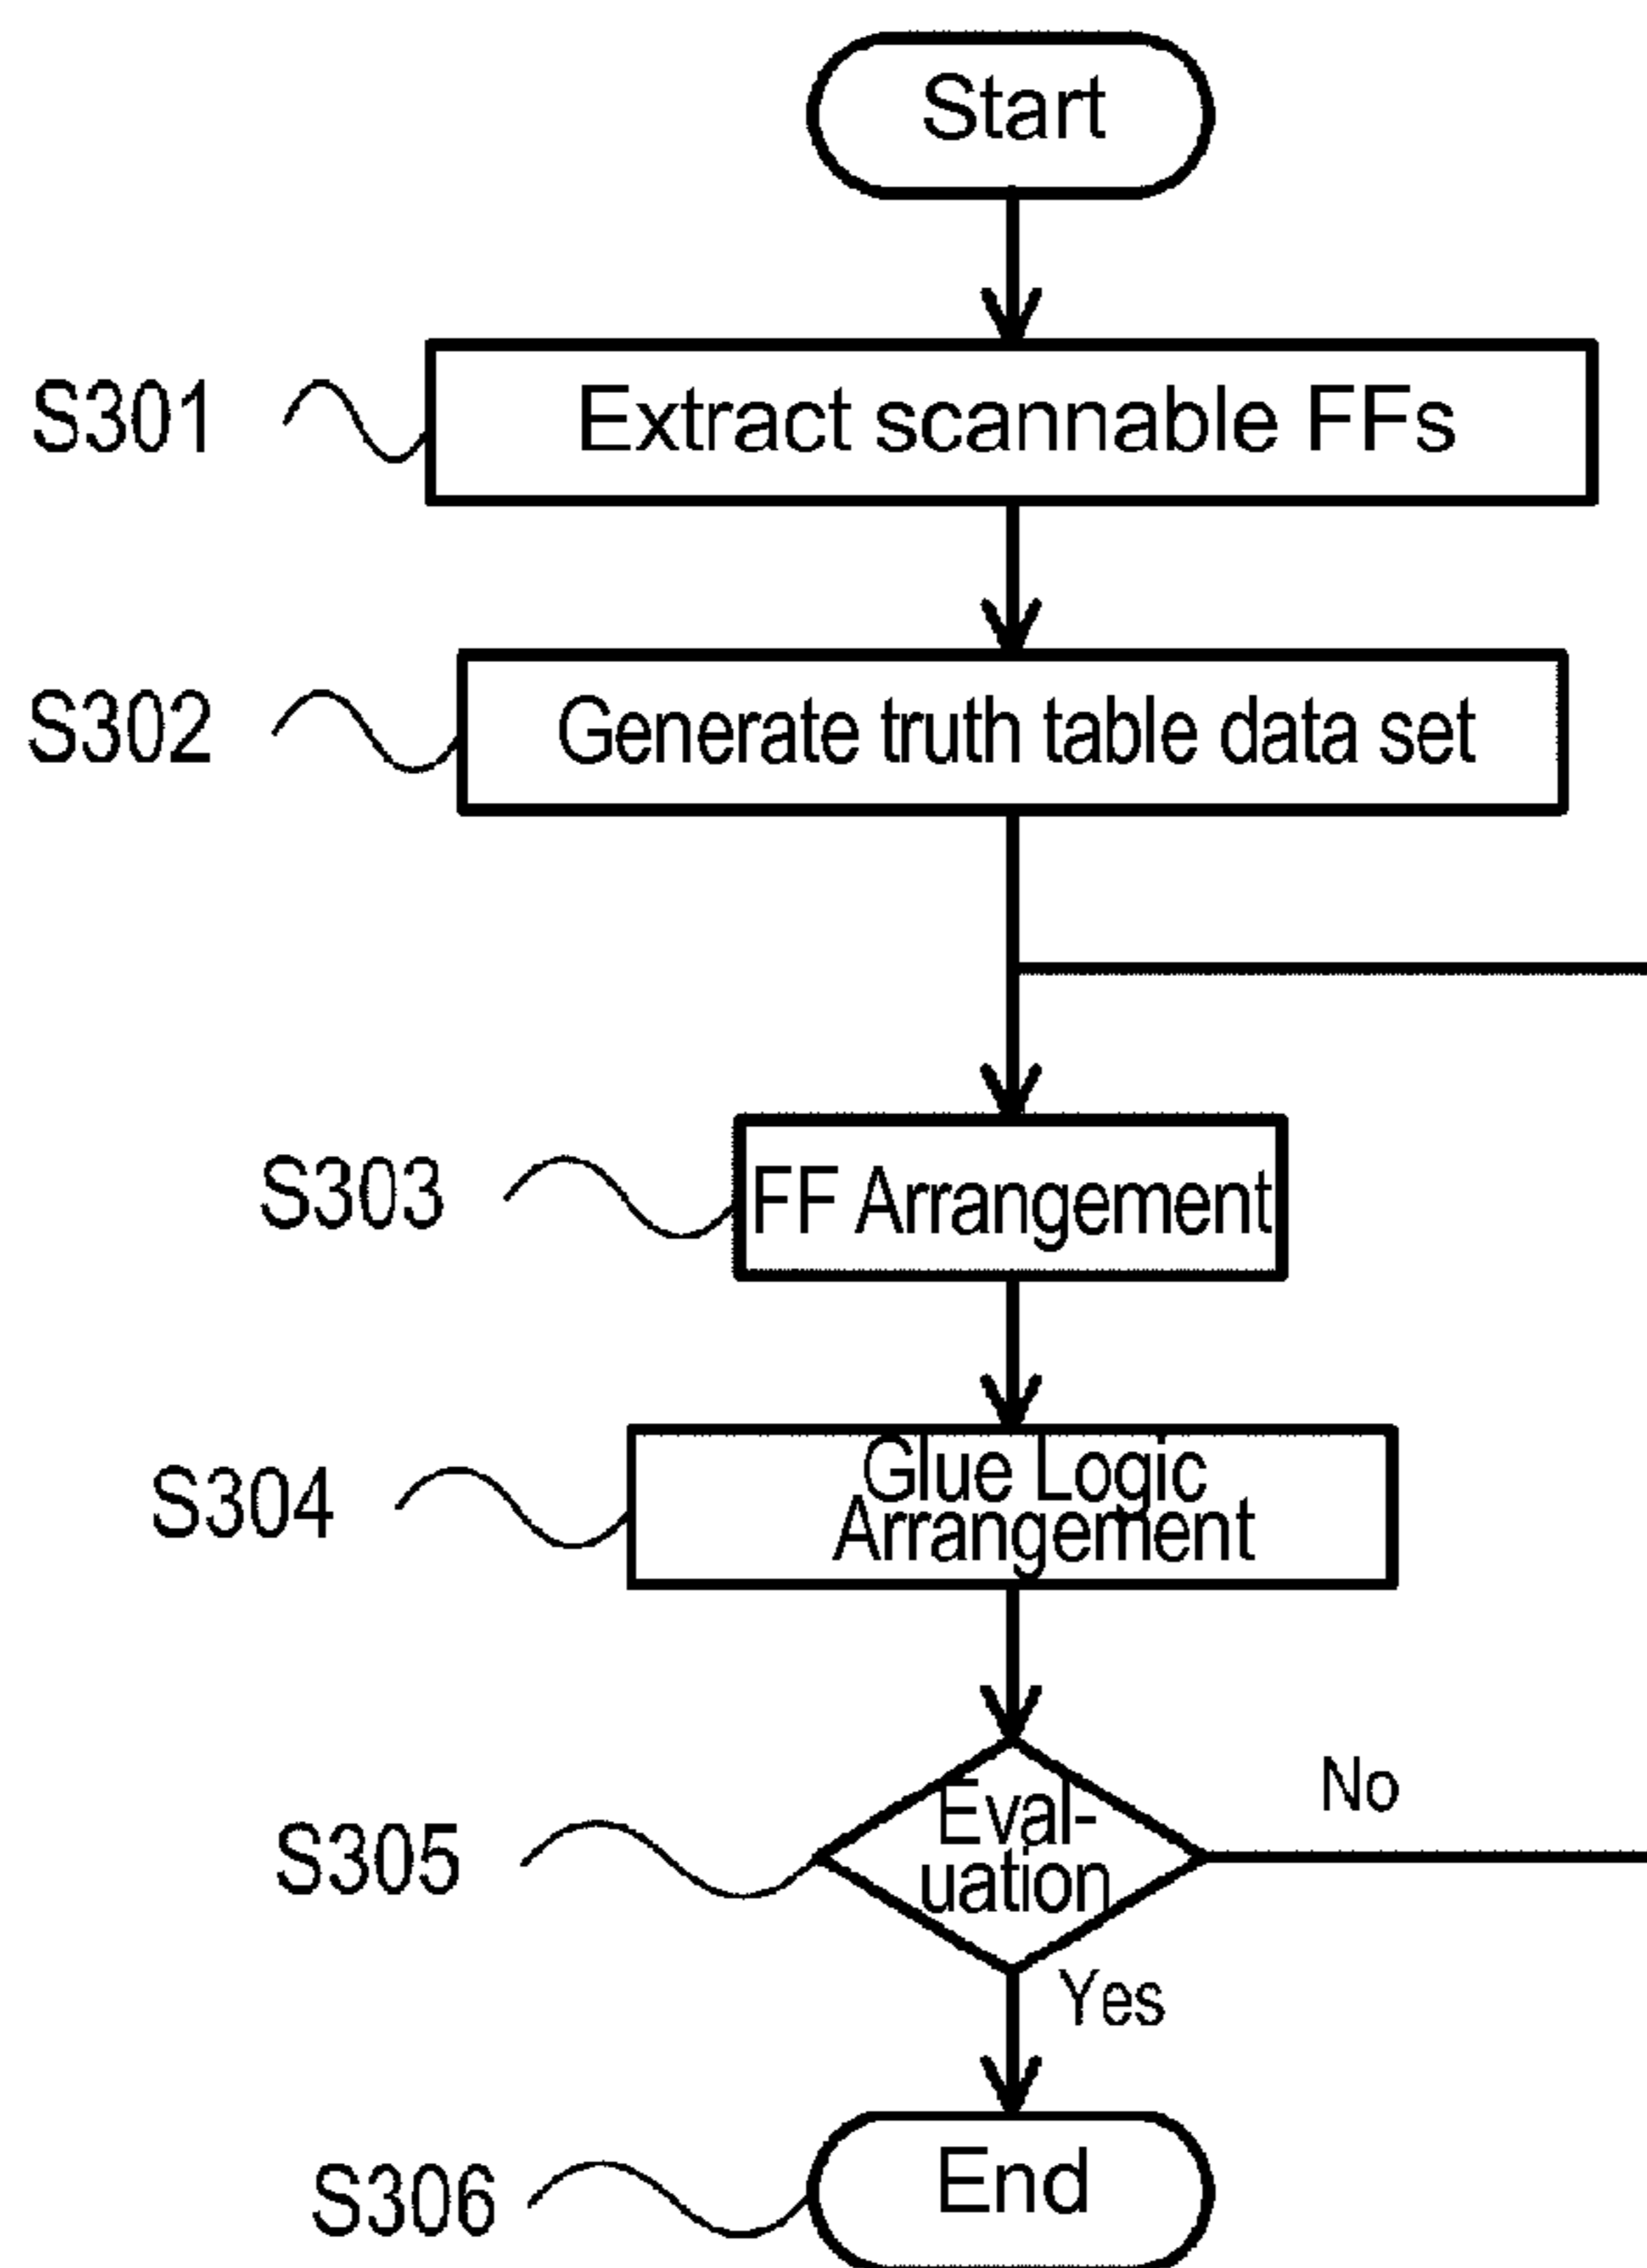 Start
S301
Extract scannable FFs
S302
Generate truth table data set
S303
FF Arrangement
S304
Glue Logic
Arrangement
S305
Eval-
uation
No
Yes
S306
End